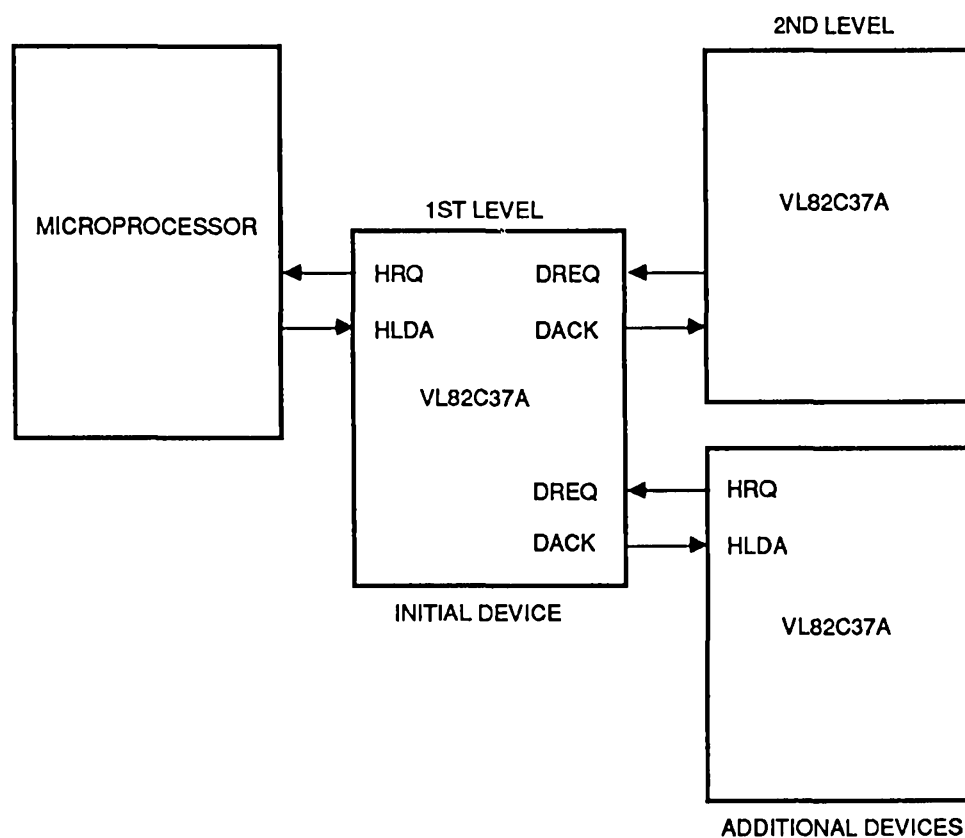 2ND LEVEL
MICROPROCESSOR
VL82C37A
1ST LEVEL
HRQ
DREQ
HLDA
DACK
VL82C37A
DREQ
HRQ
DACK
HLDA
INITIAL DEVICE
VL82C37A
ADDITIONAL DEVICES